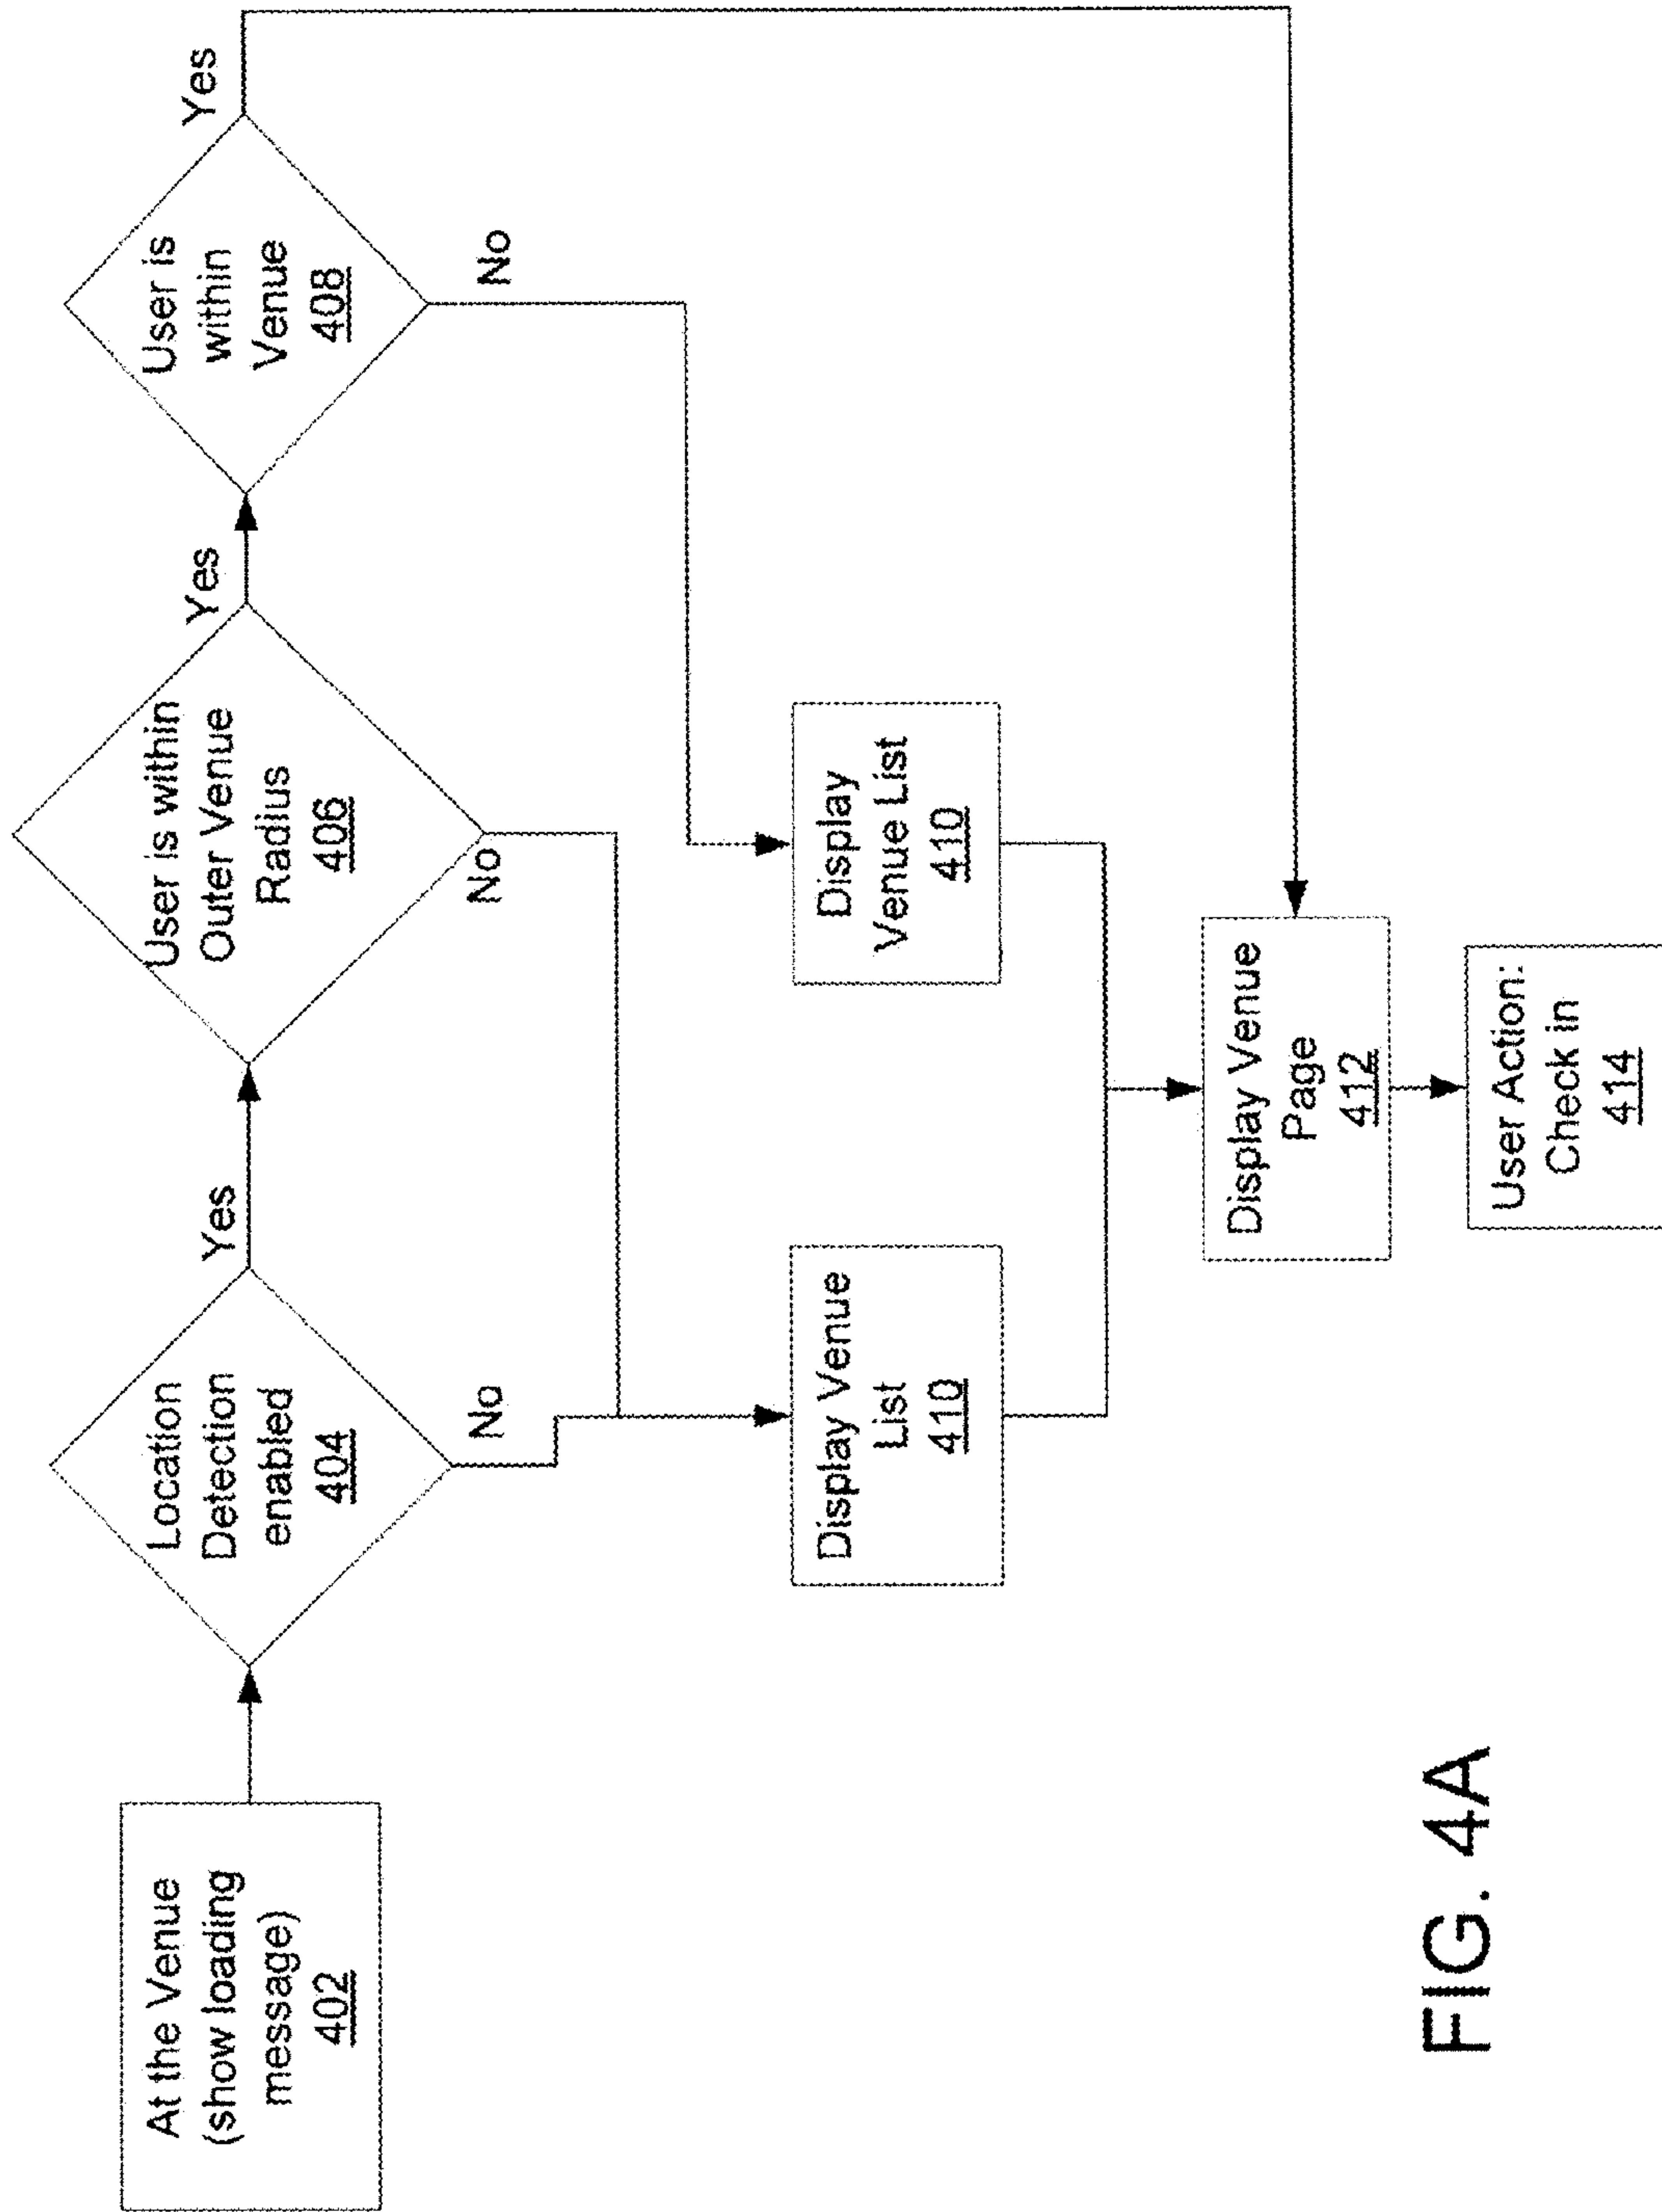 At the Venue
(show loading
message)
402
Location
Detection
enabled
404
Yes
No
User is within
Outer Venue
Radius
406
Yes
No
User is
within
Venue
408
Yes
No
Display Venue
List
410
Display
Venue List
410
Display Venue
Page
412
User Action:
Check in
414
FIG. 4A